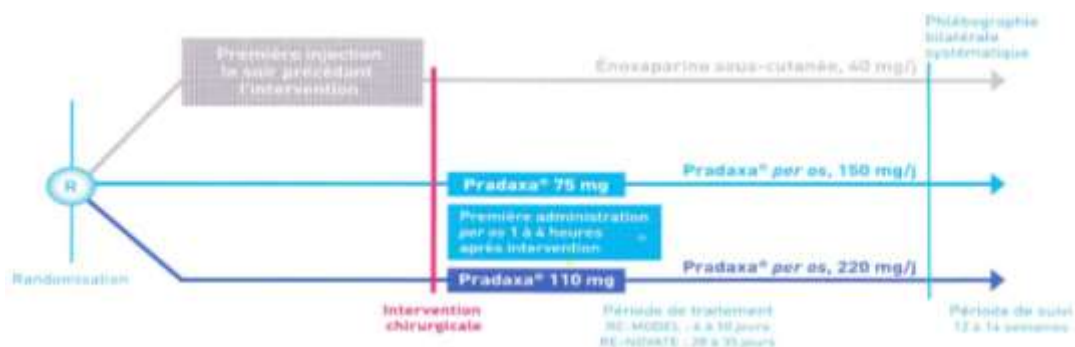 Phlébographie
bilatérale
systématique
Première injection
le soir précédant
l'intervention
Énoxaparine sous-cutanée, 40 mg/j
R
Pradaxa® 75 mg
Pradaxa® per os, 150 mg/j
Première administration
per os 1 à 4 heures
après intervention
Pradaxa® 110 mg
Pradaxa® per os, 220 mg/j
Randomisation
Intervention
chirurgicale
Période de traitement
RE-MODEL : 6 à 10 jours
RE-NOVATE : 28 à 35 jours
Période de suivi
12 à 14 semaines